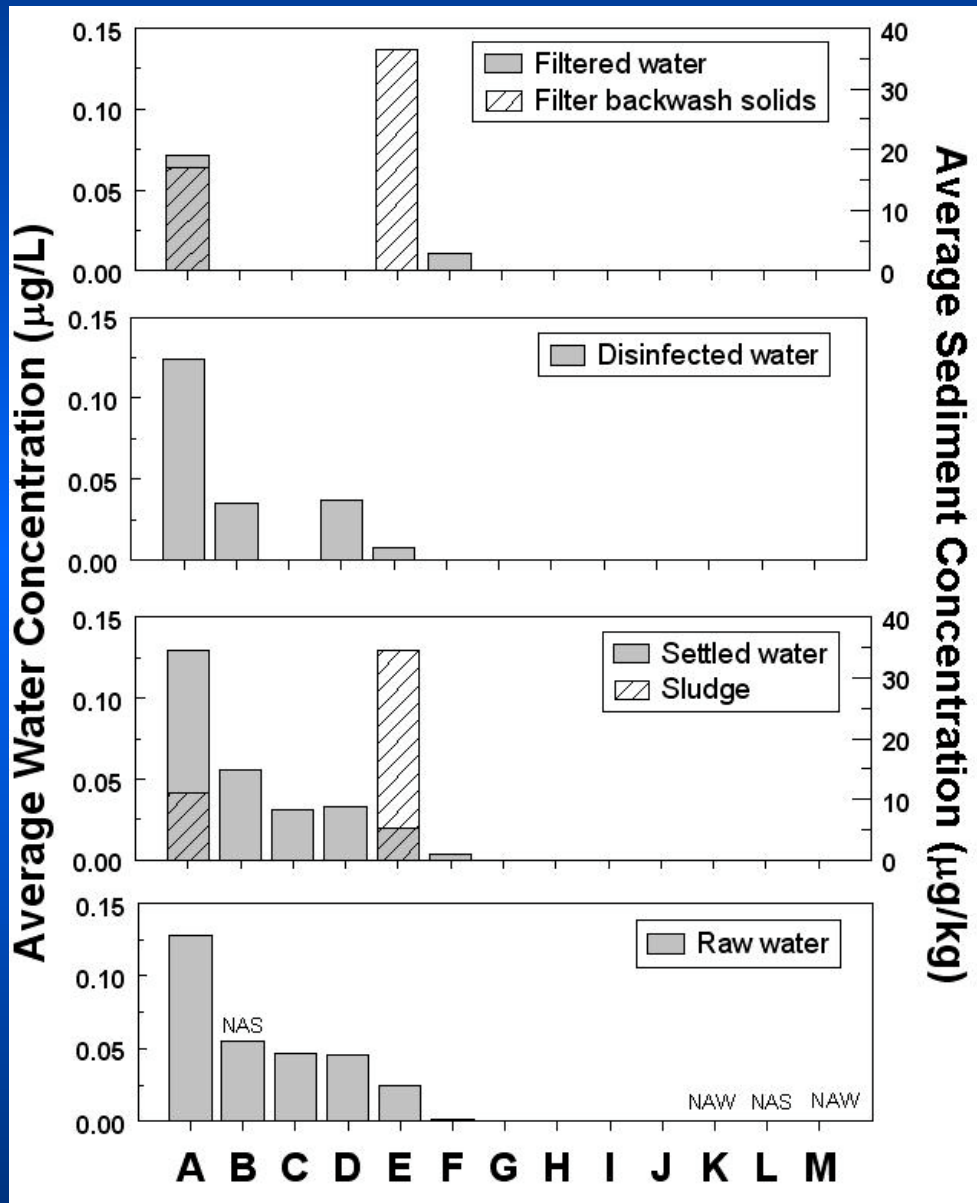 Average Water Concentration (µg/L)
Average Sediment Concentration (µg/kg)
0.15
0.10
0.05
0.00
40
30
20
10
0
Filtered water
Filter backwash solids
0.15
0.10
0.05
0.00
Disinfected water
0.15
0.10
0.05
0.00
40
30
20
10
0
Settled water
Sludge
0.15
0.10
0.05
0.00
Raw water
NAS
NAW NAS NAW
A B C D E F G H I J K L M